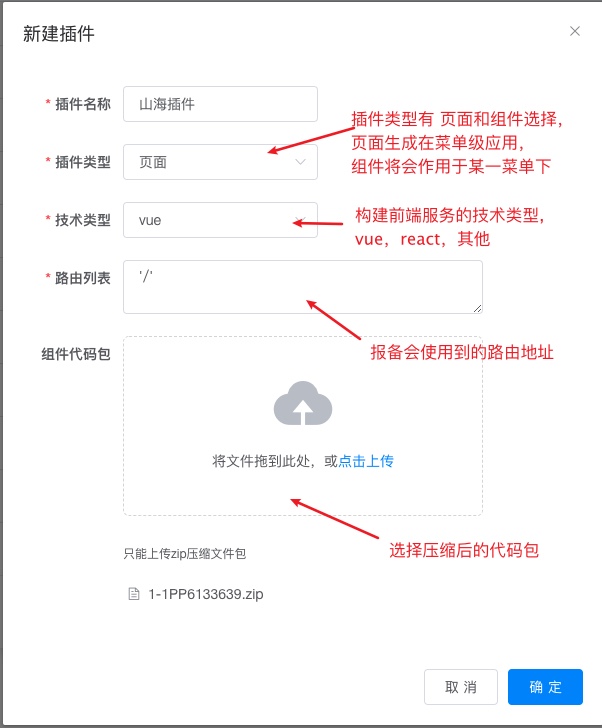 新建插件
* 插件名称
山海插件
插件类型有 页面和组件选择，
页面生成在菜单级应用，
组件将会作用于某一菜单下
* 插件类型
页面
* 技术类型
vue
构建前端服务的技术类型，
vue，react，其他
* 路由列表
'/'
报备会使用到的路由地址
组件代码包
将文件拖到此处，或点击上传
选择压缩后的代码包
只能上传zip压缩文件包
1-1PP6133639.zip
取 消
确 定